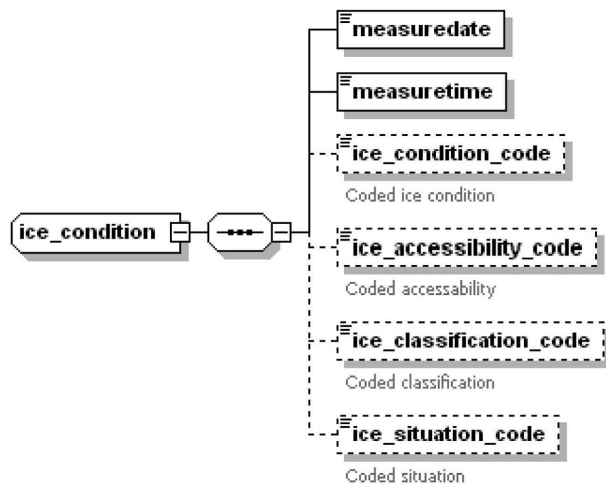 measuredate
measuretime
ice_condition_code
Coded ice condition
ice_condition
ice_accessibility_code
Coded accessability
ice_classification_code
Coded classification
ice_situation_code
Coded situation